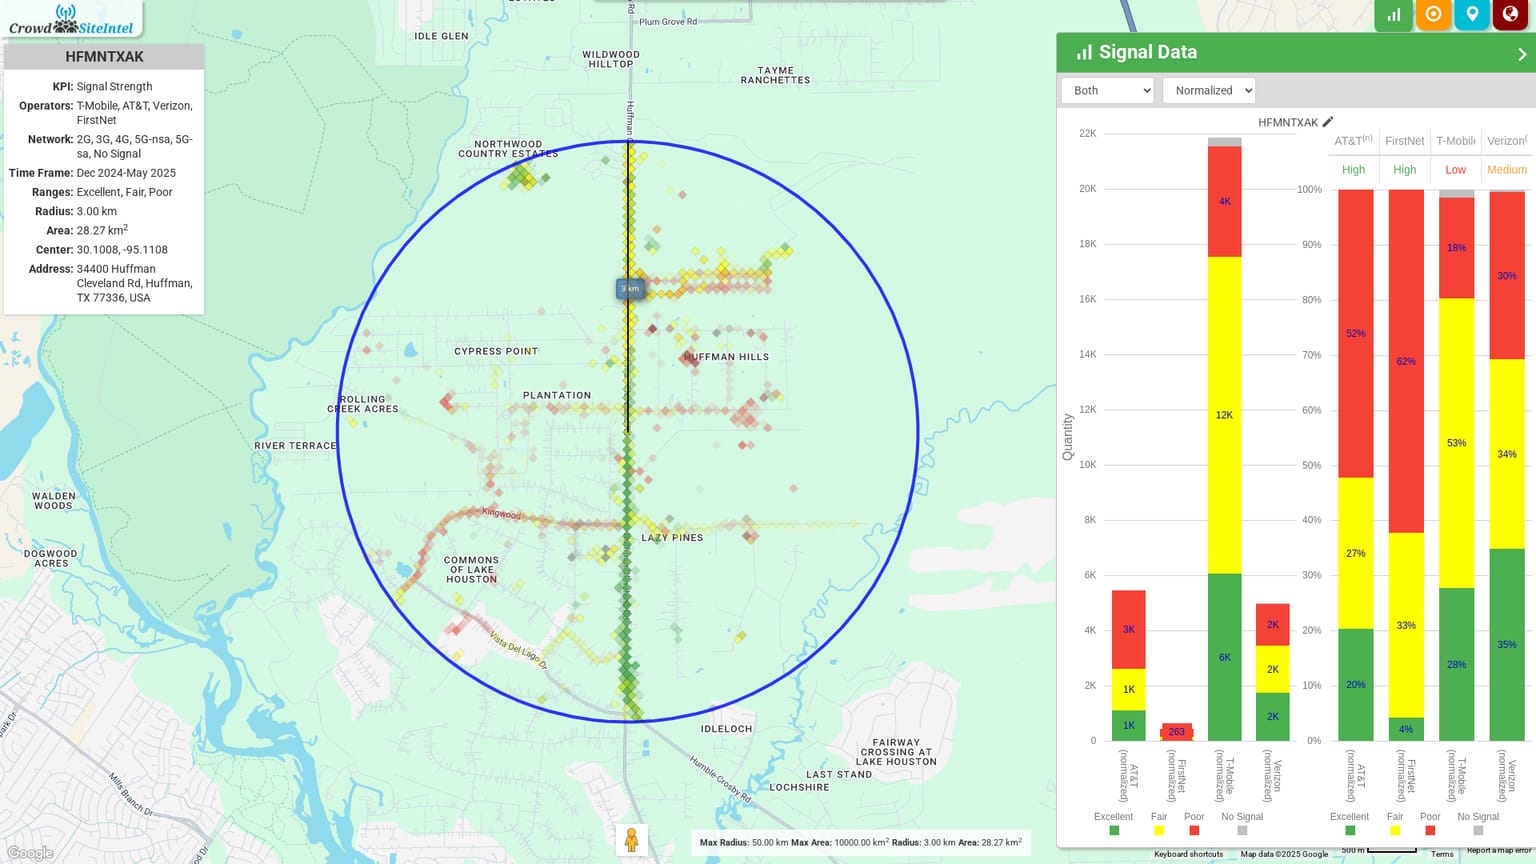 Crowd SiteIntel
HFMNTXAK
KPI: Signal Strength
Operators: T-Mobile, AT&T, Verizon,
FirstNet
Network: 2G, 3G, 4G, 5G-nsa, 5G-
sa, No Signal
Time Frame: Dec 2024-May 2025
Ranges: Excellent, Fair, Poor
Radius: 3.00 km
Area: 28.27 km²
Center: 30.1008, -95.1108
Address: 34400 Huffman
Cleveland Rd, Huffman,
TX 77336, USA
ESTATES
IDLE GLEN
Plum Grove Rd
WILDWOOD
HILLTOP
TAYME
RANCHETTES
Huffman
NORTHWOOD
COUNTRY ESTATES
3 km
CYPRESS POINT
HUFFMAN HILLS
PLANTATION
ROLLING
CREEK ACRES
RIVER TERRACE
WALDEN
WOODS
Kingwood
LAZY PINES
DOGWOOD
ACRES
COMMONS
OF LAKE
HOUSTON
Vista Del Lago Dr
IDLELOCH
FAIRWAY
CROSSING AT
LAKE HOUSTON
LAST STAND
LOCHSHIRE
Humble-Crosby Rd
Mills Branch Dr
park Dr
Google
Max Radius: 50.00 km Max Area: 10000.00 km² Radius: 3.00 km Area: 28.27 km²
Signal Data
Both
Normalized
HFMNTXAK
22K
20K
18K
16K
14K
12K
10K
8K
6K
4K
2K
0
Quantity
3K
1K
1K
263
4K
12K
6K
2K
2K
2K
AT&T
(normalized)
FirstNet
(normalized)
T-Mobile
(normalized)
Verizon
(normalized)
Excellent Fair Poor No Signal
AT&T(n) FirstNet T-Mobile Verizon(
High High Low Medium
100%
90%
80%
70%
60%
50%
40%
30%
20%
10%
0%
52%
27%
20%
62%
33%
4%
18%
53%
28%
30%
34%
35%
AT&T
(normalized)
FirstNet
(normalized)
T-Mobile
(normalized)
Verizon
(normalized)
Excellent Fair Poor No Signal
Keyboard shortcuts Map data ©2025 Google 500 m Terms Report a map error